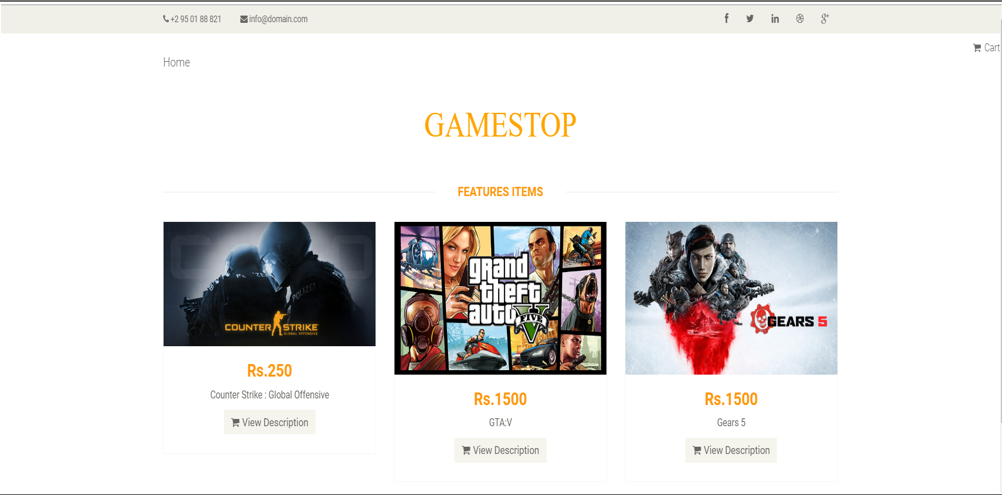 +2 95 01 88 821 info@domain.com
Cart
Home
GAMESTOP
FEATURES ITEMS
POLIZEI
COUNTER STRIKE
GLOBAL OFFENSIVE
grand
theft
auto
FIVE
GEARS 5
Rs.250
Counter Strike : Global Offensive
View Description
Rs.1500
GTA:V
View Description
Rs.1500
Gears 5
View Description